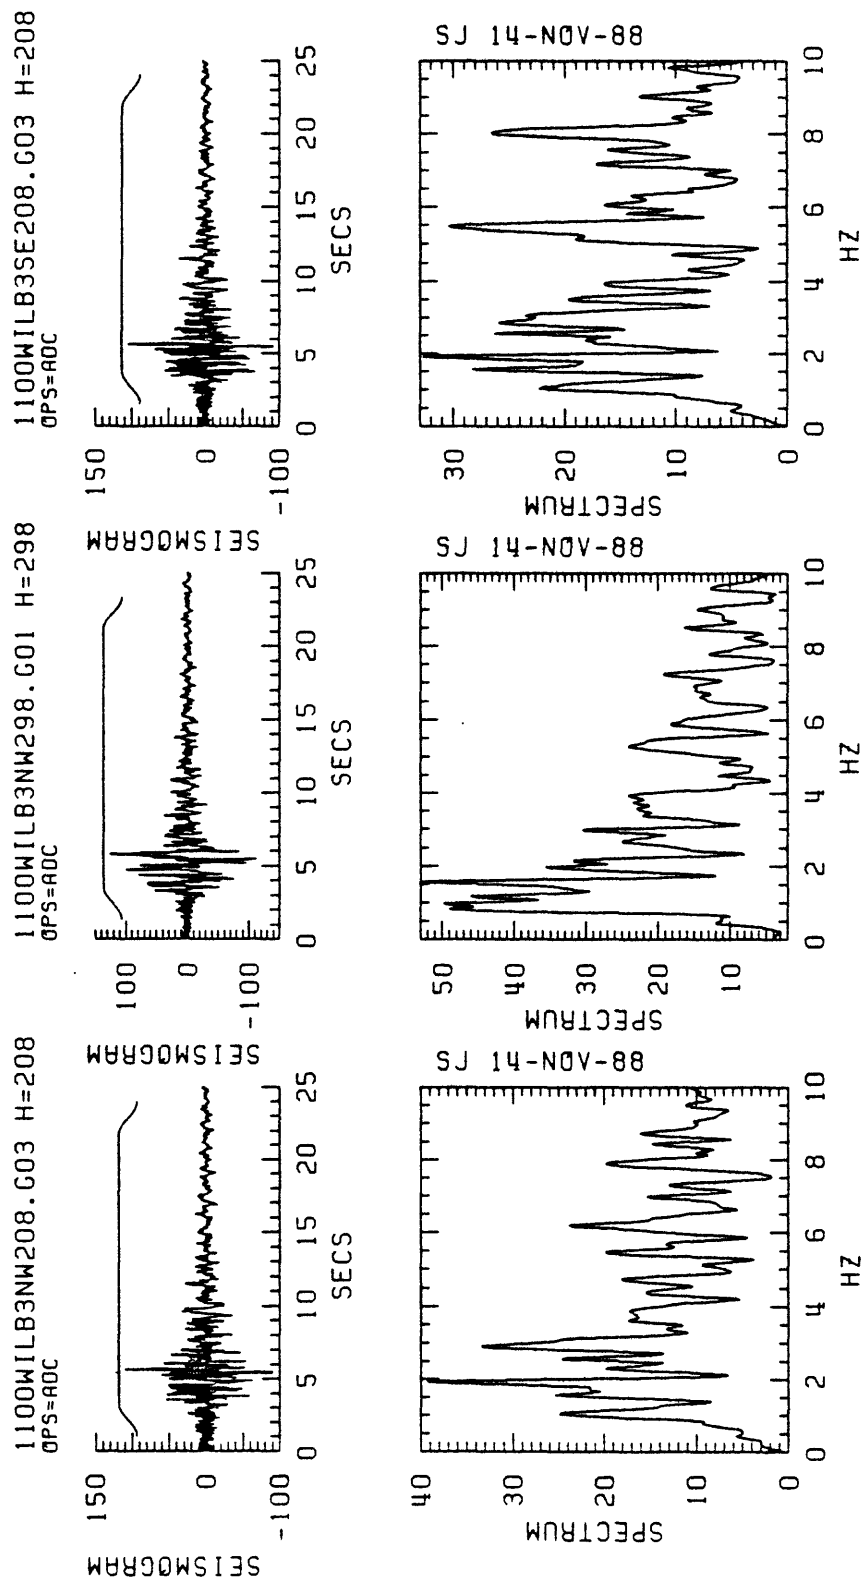 1100WILB3NW208.G03 H=208
OPS=ADC
SEISMOGRAM
150
0
-100
0 5 10 15 20 25
SECS
SJ 14-NOV-88
SPECTRUM
40
30
20
10
0
0 2 4 6 8 10
HZ
1100WILB3NW298.G01 H=298
OPS=ADC
SEISMOGRAM
100
0
-100
0 5 10 15 20 25
SECS
SJ 14-NOV-88
SPECTRUM
50
40
30
20
10
0 2 4 6 8 10
HZ
1100WILB3SE208.G03 H=208
OPS=ADC
SEISMOGRAM
150
0
-100
0 5 10 15 20 25
SECS
SJ 14-NOV-88
SPECTRUM
30
20
10
0
0 2 4 6 8 10
HZ